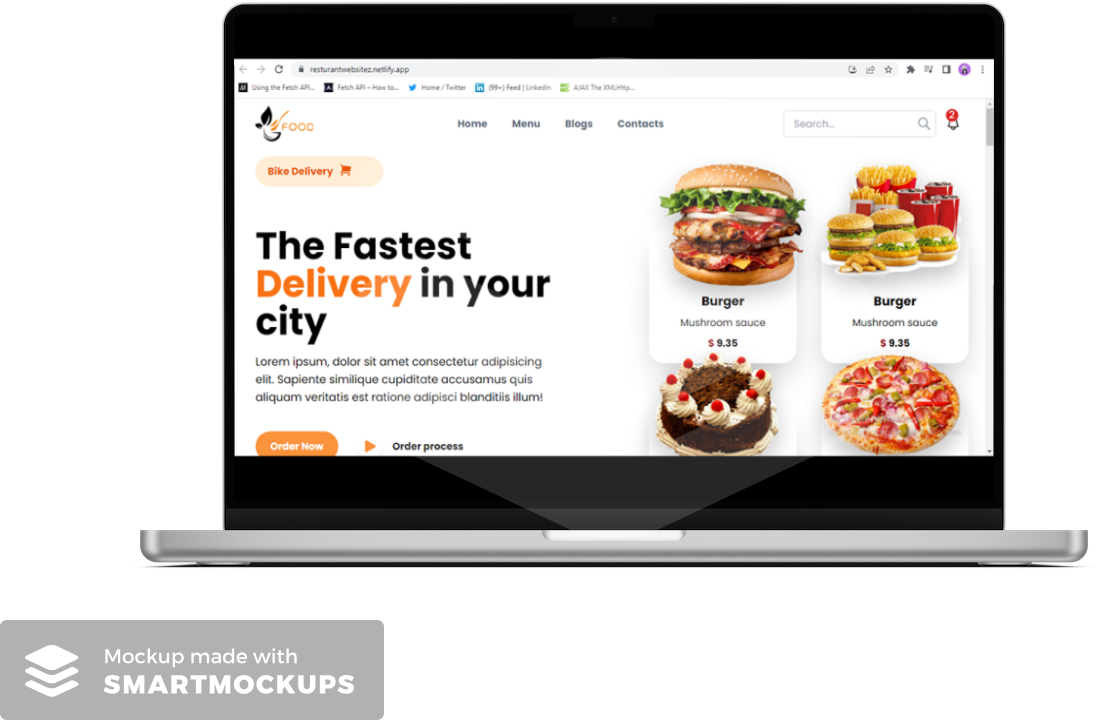 resturantwebsitez.netlify.app
Using the Fetch API... Fetch API – How to... Home / Twitter (99+) Feed | LinkedIn AJAX The XMLHttp...
FOOD
Home Menu Blogs Contacts
Search...
2
Bike Delivery
The Fastest
Delivery in your
city
Lorem ipsum, dolor sit amet consectetur adipisicing
elit. Sapiente similique cupiditate accusamus quis
aliquam veritatis est ratione adipisci blanditiis illum!
Order Now Order process
Burger
Mushroom sauce
$ 9.35
Burger
Mushroom sauce
$ 9.35
Mockup made with
SMARTMOCKUPS